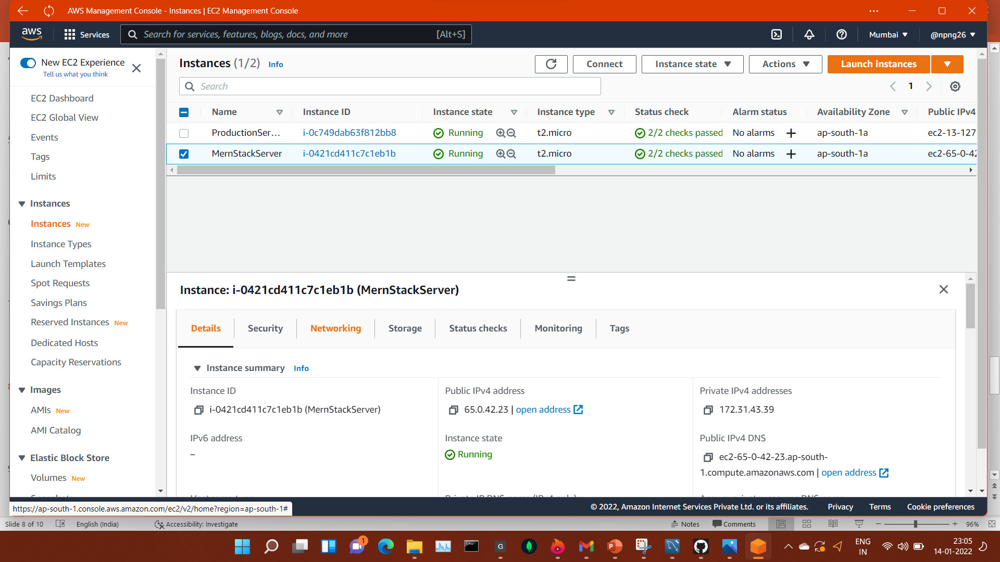 AWS Management Console - Instances | EC2 Management Console
aws
Services
Search for services, features, blogs, docs, and more
[Alt+S]
Mumbai
@npng26
New EC2 Experience
Tell us what you think
EC2 Dashboard
EC2 Global View
Events
Tags
Limits
Instances
Instances New
Instance Types
Launch Templates
Spot Requests
Savings Plans
Reserved Instances New
Dedicated Hosts
Capacity Reservations
Images
AMIs New
AMI Catalog
Elastic Block Store
Volumes New
Instances (1/2) Info
Connect
Instance state
Actions
Launch instances
Search
1
Name Instance ID Instance state Instance type Status check Alarm status Availability Zone Public IPv4
ProductionSer... i-0c749dab63f812bb8 Running t2.micro 2/2 checks passed No alarms + ap-south-1a ec2-13-127
MernStackServer i-0421cd411c7c1eb1b Running t2.micro 2/2 checks passed No alarms + ap-south-1a ec2-65-0-42
Instance: i-0421cd411c7c1eb1b (MernStackServer)
Details Security Networking Storage Status checks Monitoring Tags
Instance summary Info
Instance ID
i-0421cd411c7c1eb1b (MernStackServer)
Public IPv4 address
65.0.42.23 | open address
Private IPv4 addresses
172.31.43.39
IPv6 address
–
Instance state
Running
Public IPv4 DNS
ec2-65-0-42-23.ap-south-
1.compute.amazonaws.com | open address
https://ap-south-1.console.aws.amazon.com/ec2/v2/home?region=ap-south-1#
© 2022, Amazon Internet Services Private Ltd. or its affiliates. Privacy Terms Cookie preferences
Slide 8 of 10
English (India)
Accessibility: Investigate
Notes
Comments
96%
1
G
ENG
IN
23:05
14-01-2022